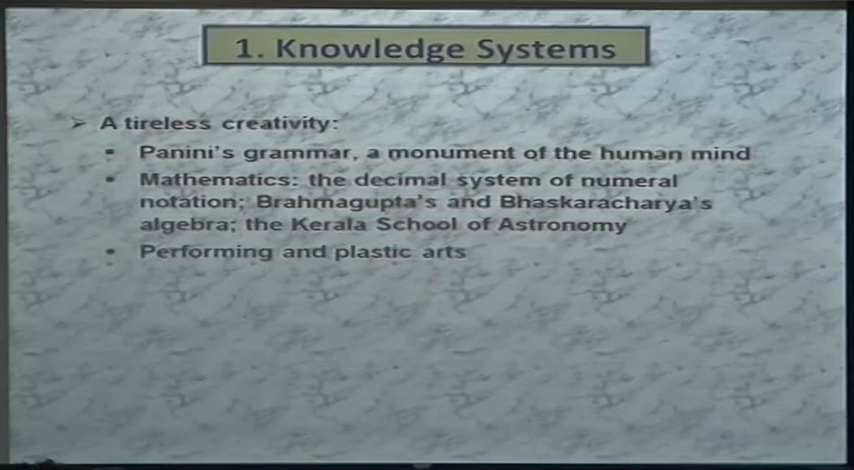 1. Knowledge Systems
➢ A tireless creativity:
▪ Panini's grammar, a monument of the human mind
▪ Mathematics: the decimal system of numeral
notation; Brahmagupta's and Bhaskaracharya's
algebra; the Kerala School of Astronomy
▪ Performing and plastic arts